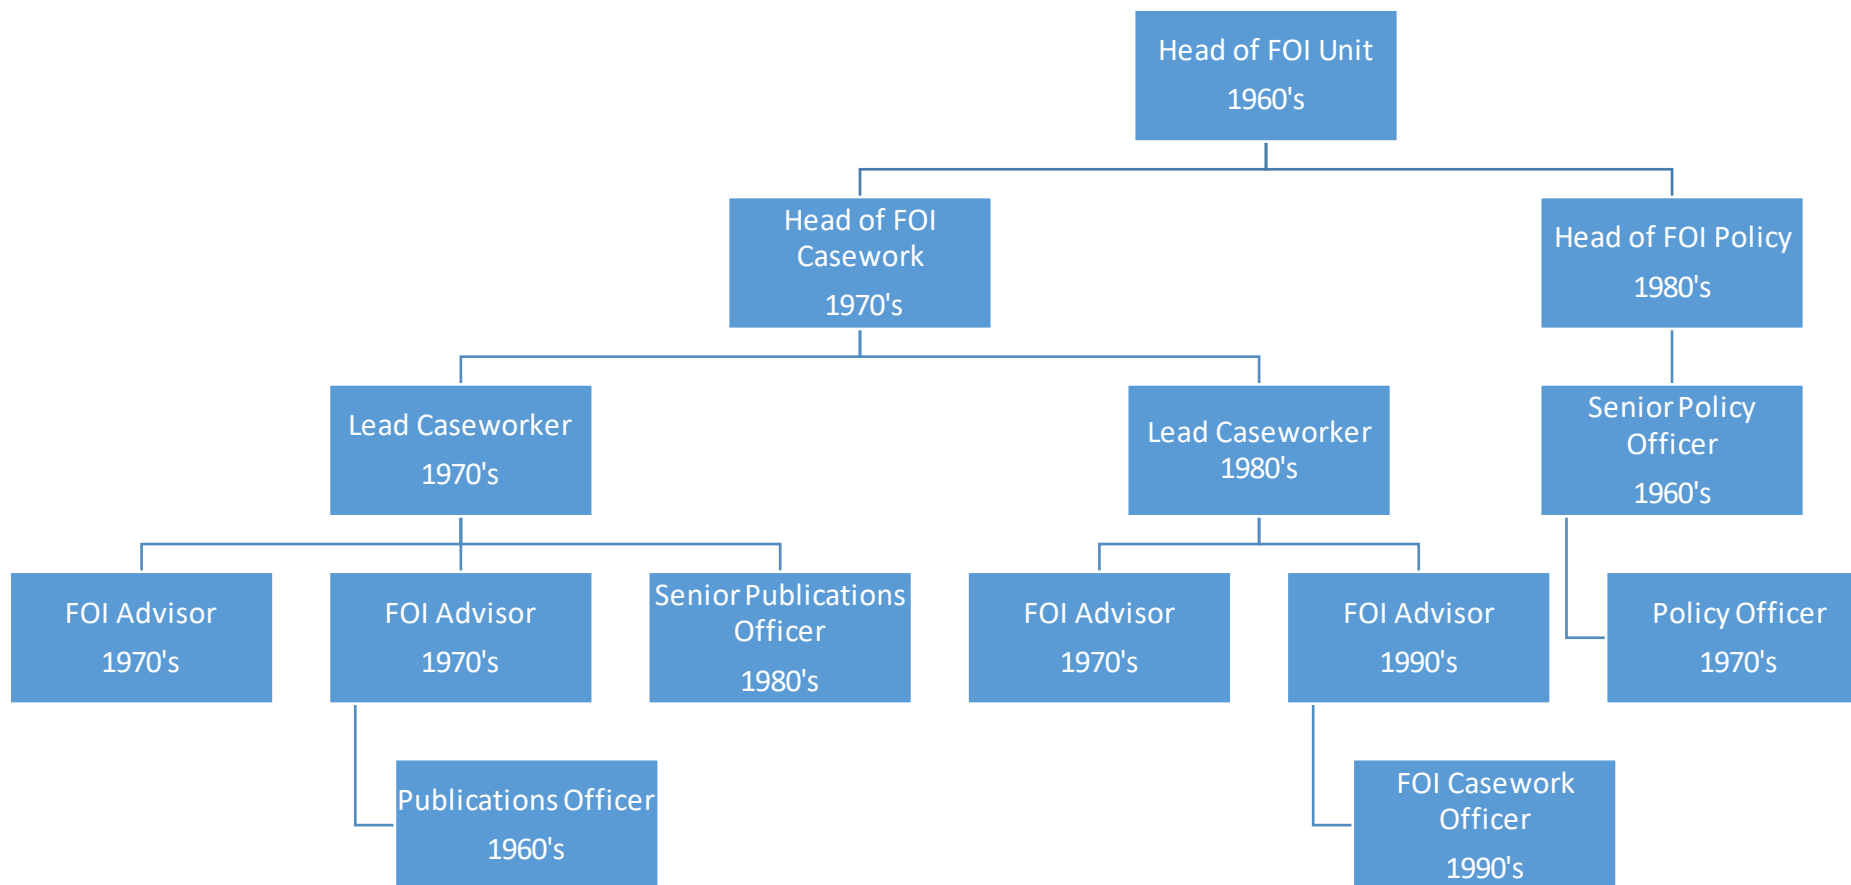 Head of FOI Unit
1960's
Head of FOI
Casework
1970's
Head of FOI Policy
1980's
Lead Caseworker
1970's
Lead Caseworker
1980's
Senior Policy
Officer
1960's
FOI Advisor
1970's
FOI Advisor
1970's
Senior Publications
Officer
1980's
FOI Advisor
1970's
FOI Advisor
1990's
Policy Officer
1970's
Publications Officer
1960's
FOI Casework
Officer
1990's